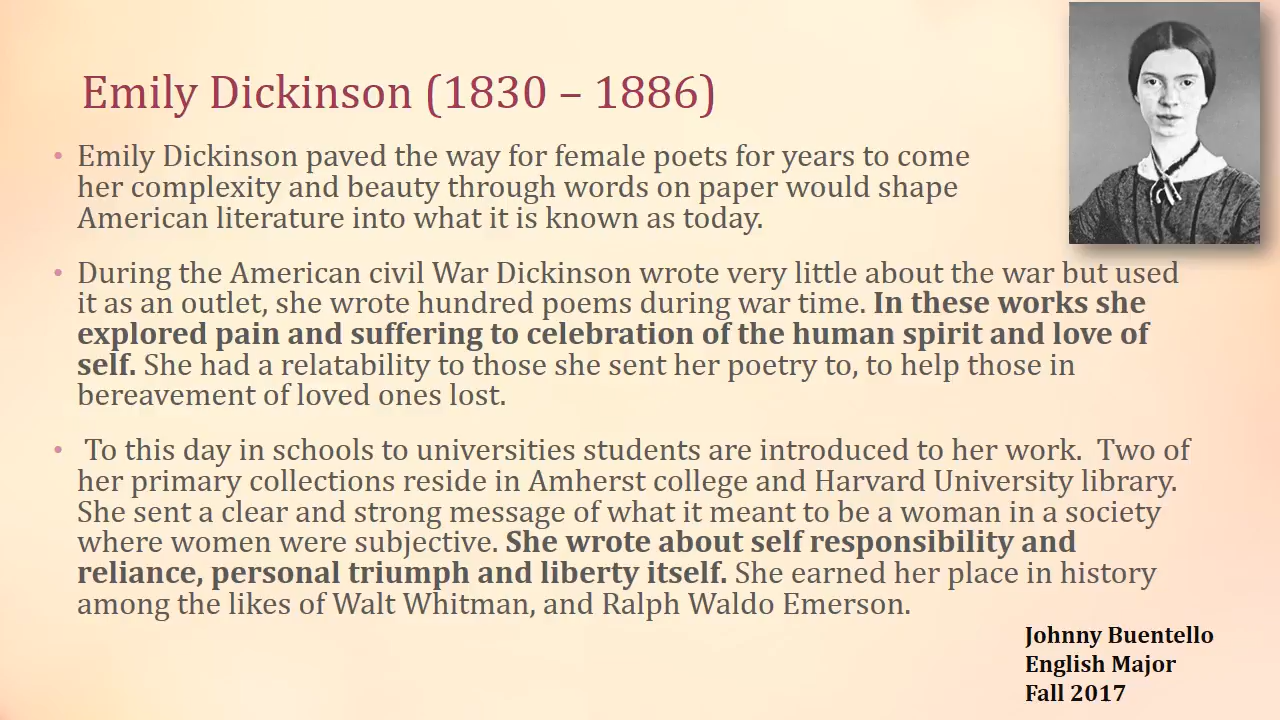 Emily Dickinson (1830 – 1886)
• Emily Dickinson paved the way for female poets for years to come
her complexity and beauty through words on paper would shape
American literature into what it is known as today.
• During the American civil War Dickinson wrote very little about the war but used
it as an outlet, she wrote hundred poems during war time. In these works she
explored pain and suffering to celebration of the human spirit and love of
self. She had a relatability to those she sent her poetry to, to help those in
bereavement of loved ones lost.
• To this day in schools to universities students are introduced to her work.  Two of
her primary collections reside in Amherst college and Harvard University library.
She sent a clear and strong message of what it meant to be a woman in a society
where women were subjective. She wrote about self responsibility and
reliance, personal triumph and liberty itself. She earned her place in history
among the likes of Walt Whitman, and Ralph Waldo Emerson.
Johnny Buentello
English Major
Fall 2017